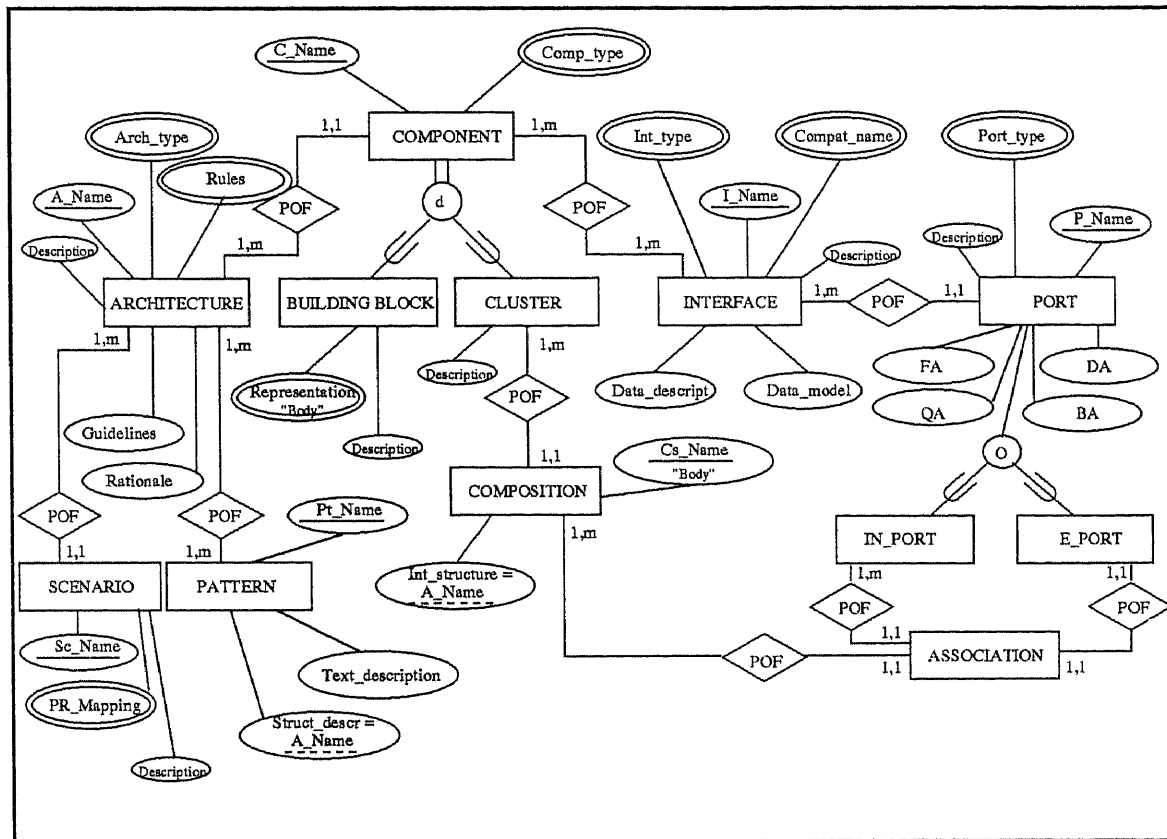 C_Name
Comp_type
Arch_type
1,1
COMPONENT
1,m
Int_type
Compat_name
Port_type
Rules
A_Name
POF
d
POF
I_Name
P_Name
Description
1,m
1,m
Description
Description
ARCHITECTURE
BUILDING BLOCK
CLUSTER
INTERFACE
1,m
POF
1,1
PORT
1,m
1,m
1,m
Representation
"Body"
Description
POF
Data_descript
Data_model
FA
DA
QA
BA
Guidelines
Description
Rationale
1,1
Cs_Name
"Body"
O
COMPOSITION
POF
POF
Pt_Name
1,m
IN_PORT
E_PORT
1,1
1,m
1,m
1,1
SCENARIO
PATTERN
Int_structure =
A_Name
POF
POF
1,1
Sc_Name
POF
1,1
ASSOCIATION
1,1
Text_description
PR_Mapping
Struct_descr =
A_Name
Description